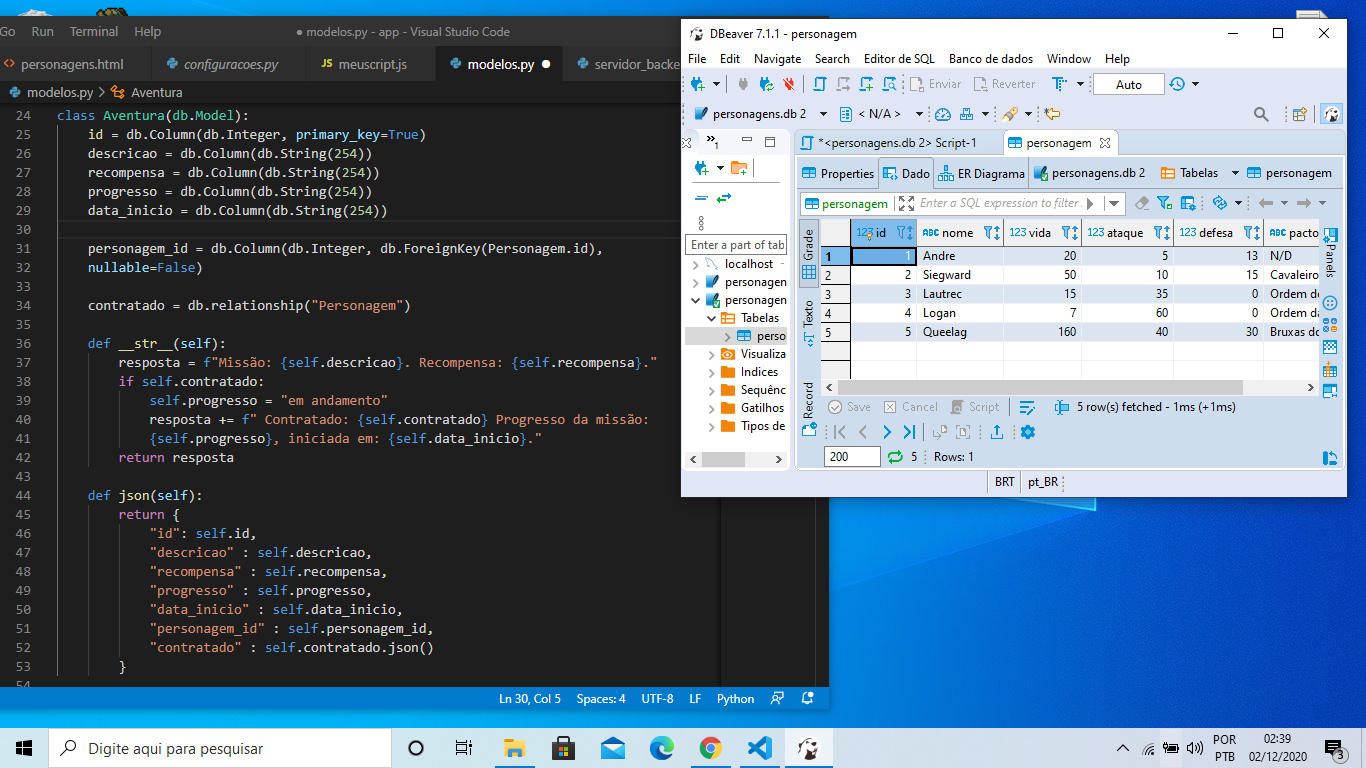 Go Run Terminal Help
● modelos.py - app - Visual Studio Code
personagens.html
configuracoes.py
JS meuscript.js
modelos.py ●
servidor_backe
modelos.py > Aventura
24 class Aventura(db.Model):
25 id = db.Column(db.Integer, primary_key=True)
26 descricao = db.Column(db.String(254))
27 recompensa = db.Column(db.String(254))
28 progresso = db.Column(db.String(254))
29 data_inicio = db.Column(db.String(254))
30
31 personagem_id = db.Column(db.Integer, db.ForeignKey(Personagem.id),
32 nullable=False)
33
34 contratado = db.relationship("Personagem")
35
36 def __str__(self):
37 resposta = f"Missão: {self.descricao}. Recompensa: {self.recompensa}."
38 if self.contratado:
39 self.progresso = "em andamento"
40 resposta += f" Contratado: {self.contratado} Progresso da missão:
41 {self.progresso}, iniciada em: {self.data_inicio}."
42 return resposta
43
44 def json(self):
45 return {
46 "id": self.id,
47 "descricao" : self.descricao,
48 "recompensa" : self.recompensa,
49 "progresso" : self.progresso,
50 "data_inicio" : self.data_inicio,
51 "personagem_id" : self.personagem_id,
52 "contratado" : self.contratado.json()
53 }
54
Ln 30, Col 5 Spaces: 4 UTF-8 LF Python
DBeaver 7.1.1 - personagem
File Edit Navigate Search Editor de SQL Banco de dados Window Help
Enviar Reverter Auto
personagens.db 2 < N/A >
»1
*<personagens.db 2> Script-1
personagem
Properties Dado ER Diagrama personagens.db 2 Tabelas personagem
personagem Enter a SQL expression to filter
Enter a part of tab
localhost -
personagen
personagen
Tabelas
perso
Visualiza
Indices
Sequênc
Gatilhos
Tipos de
Grade
Texto
Record
Panels
123 id ABC nome 123 vida 123 ataque 123 defesa ABC pacto
1 1 Andre 20 5 13 N/D
2 2 Siegward 50 10 15 Cavaleiro
3 3 Lautrec 15 35 0 Ordem de
4 4 Logan 7 60 0 Ordem da
5 5 Queelag 160 40 30 Bruxas do
Save Cancel Script 5 row(s) fetched - 1ms (+1ms)
200 5 Rows: 1
BRT pt_BR
Digite aqui para pesquisar
POR
PTB
02:39
02/12/2020
3